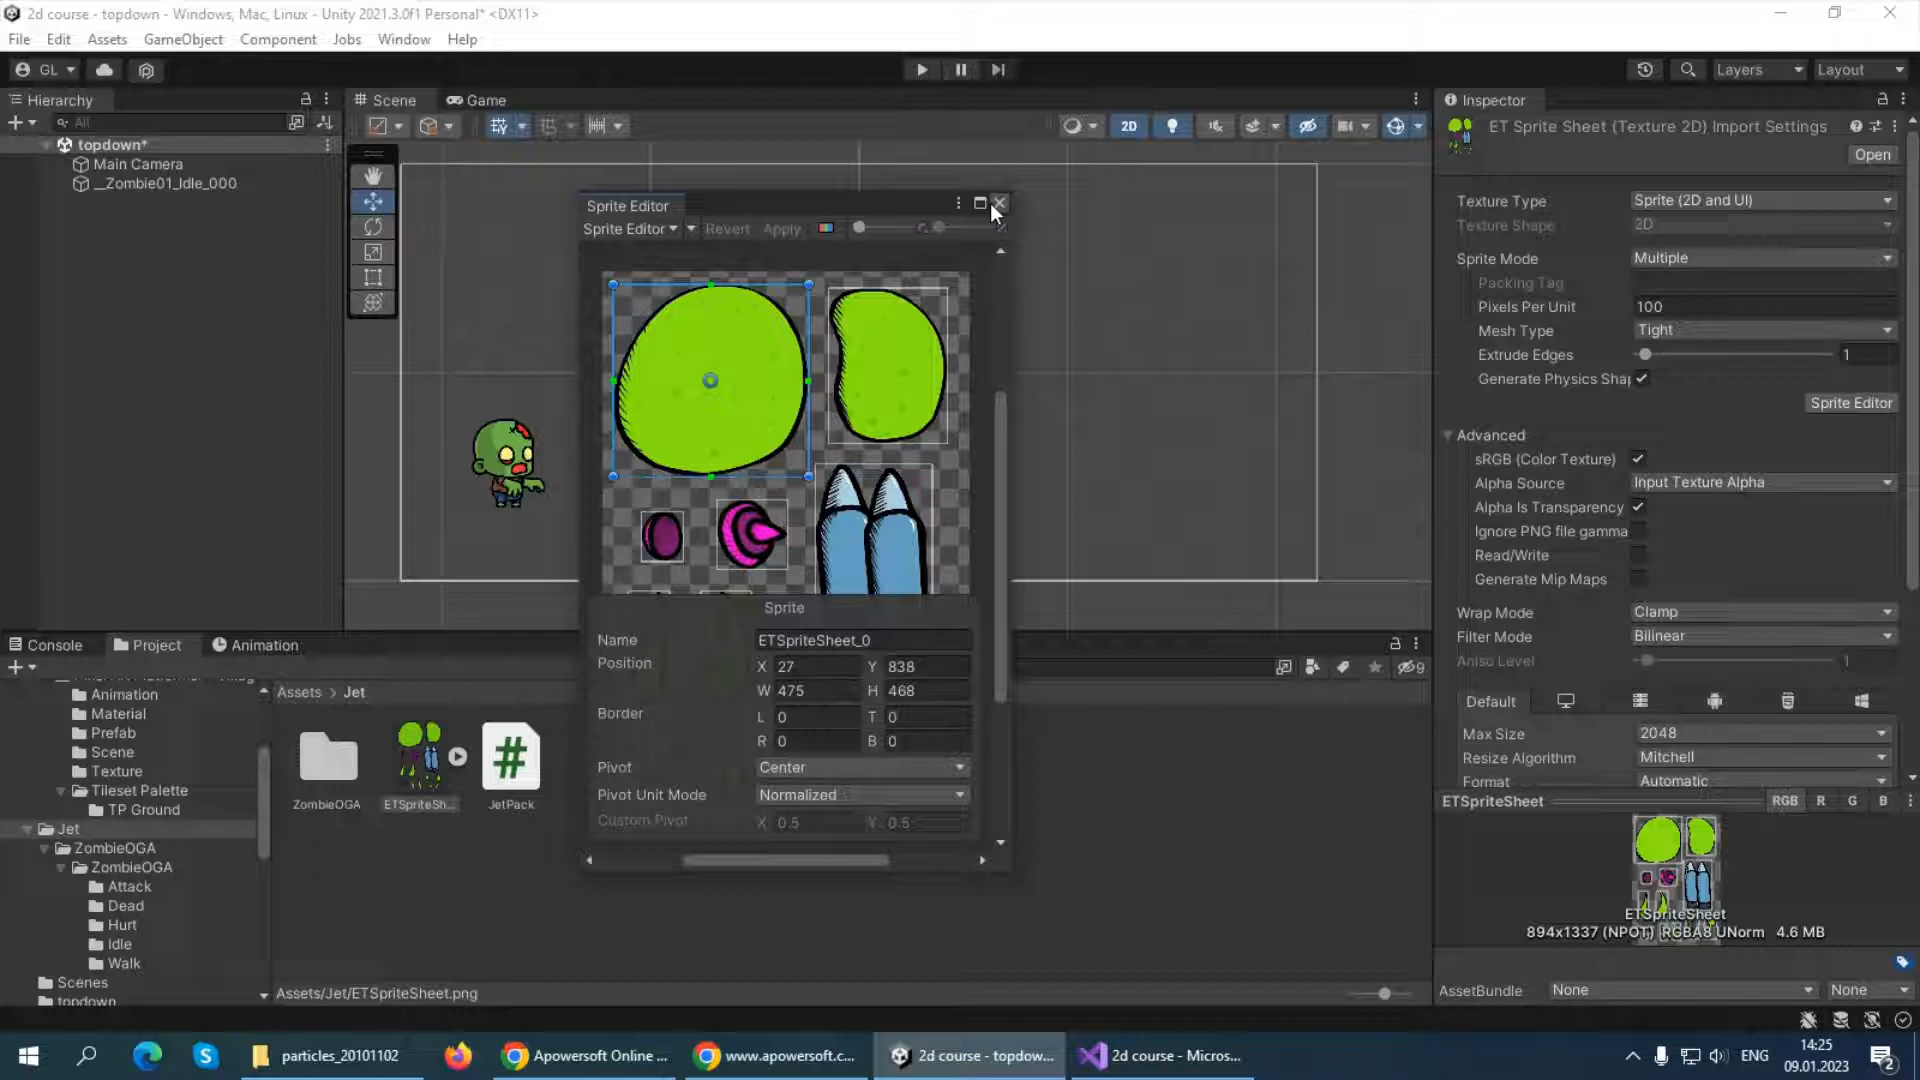 2d course - topdown - Windows, Mac, Linux - Unity 2021.3.0f1 Personal* <DX11>
File Edit Assets GameObject Component Jobs Window Help
GL
Layers Layout
Hierarchy
All
topdown*
Main Camera
__Zombie01_Idle_000
Scene Game
2D
Sprite Editor
Sprite Editor Revert Apply
Sprite
Name ETSpriteSheet_0
Position X 27 Y 838
W 475 H 468
Border L 0 T 0
R 0 B 0
Pivot Center
Pivot Unit Mode Normalized
Custom Pivot X: 0.5 Y: 0.5
Inspector
ET Sprite Sheet (Texture 2D) Import Settings
Open
Texture Type Sprite (2D and UI)
Texture Shape 2D
Sprite Mode Multiple
Packing Tag
Pixels Per Unit 100
Mesh Type Tight
Extrude Edges 1
Generate Physics Shap
Sprite Editor
Advanced
sRGB (Color Texture)
Alpha Source Input Texture Alpha
Alpha Is Transparency
Ignore PNG file gamma
Read/Write
Generate Mip Maps
Wrap Mode Clamp
Filter Mode Bilinear
Aniso Level 1
Default
Max Size 2048
Resize Algorithm Mitchell
Format Automatic
ETSpriteSheet RGB R G B
ETSpriteSheet
894x1337 (NPOT) RGBA8 UNorm 4.6 MB
AssetBundle None None
Console Project Animation
9
Animation
Material
Prefab
Scene
Texture
Tileset Palette
TP Ground
Jet
ZombieOGA
ZombieOGA
Attack
Dead
Hurt
Idle
Walk
Scenes
topdown
Assets > Jet
ZombieOGA ETSpriteSh... JetPack
Assets/Jet/ETSpriteSheet.png
particles_20101102
Apowersoft Online ...
www.apowersoft.c...
2d course - topdow...
2d course - Micros...
ENG
14:25
09.01.2023
2